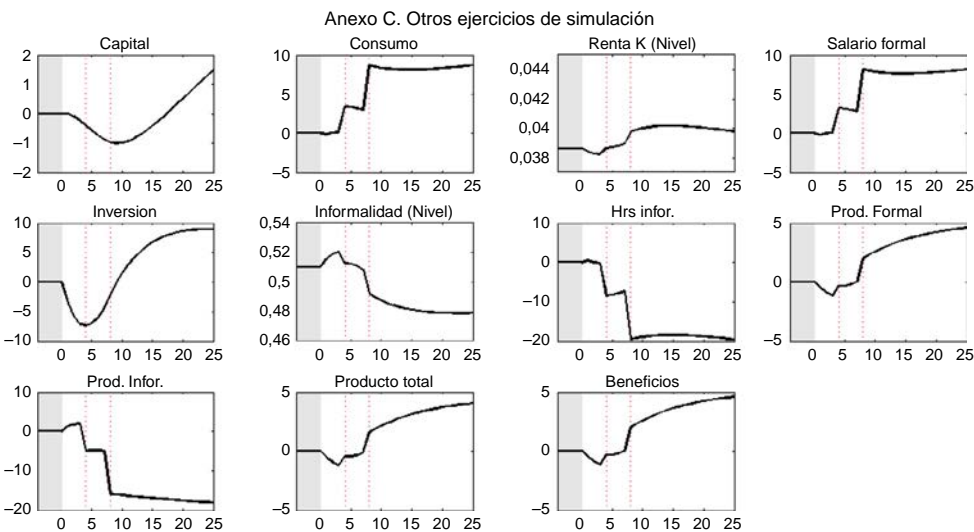 Anexo C. Otros ejercicios de simulación
Capital
2
1
0
–1
–2
0 5 10 15 20 25
Consumo
10
5
0
–5
0 5 10 15 20 25
Renta K (Nivel)
0,044
0,042
0,04
0,038
0 5 10 15 20 25
Salario formal
10
5
0
–5
0 5 10 15 20 25
Inversion
10
5
0
–5
–10
0 5 10 15 20 25
Informalidad (Nivel)
0,54
0,52
0,5
0,48
0,46
0 5 10 15 20 25
Hrs infor.
10
0
–10
–20
0 5 10 15 20 25
Prod. Formal
5
0
–5
0 5 10 15 20 25
Prod. Infor.
10
0
–10
–20
0 5 10 15 20 25
Producto total
5
0
–5
0 5 10 15 20 25
Beneficios
5
0
–5
0 5 10 15 20 25